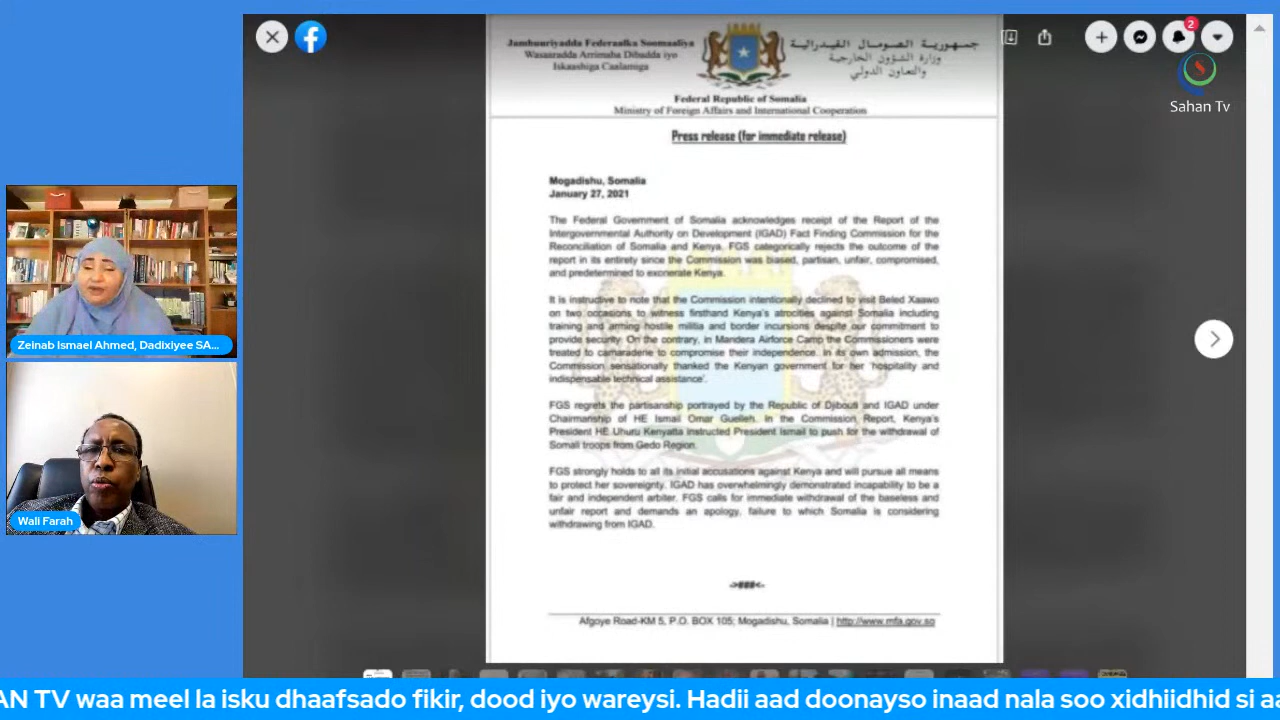 2
Sahan Tv
Jamhuuriyadda Federaalka Soomaaliya
Wasaaradda Arrimaha Dibadda iyo
Iskaashiga Caalamiga
جمهورية الصومال الفيدرالية
وزارة الشؤون الخارجية
والتعاون الدولي
Federal Republic of Somalia
Ministry of Foreign Affairs and International Cooperation
Press release (for immediate release)
Mogadishu, Somalia
January 27, 2021
The Federal Government of Somalia acknowledges receipt of the Report of the
Intergovernmental Authority on Development (IGAD) Fact Finding Commission for the
Reconciliation of Somalia and Kenya. FGS categorically rejects the outcome of the
report in its entirety since the Commission was biased, partisan, unfair, compromised,
and predetermined to exonerate Kenya.
It is instructive to note that the Commission intentionally declined to visit Beled Xaawo
on two occasions to witness firsthand Kenya's atrocities against Somalia including
training and arming hostile militia and border incursions despite our commitment to
provide security. On the contrary, in Mandera Airforce Camp the Commissioners were
treated to camaraderie to compromise their independence. In its own admission, the
Commission sensationally thanked the Kenyan government for her 'hospitality and
indispensable technical assistance'.
FGS regrets the partisanship portrayed by the Republic of Djibouti and IGAD under
Chairmanship of HE Ismail Omar Guelleh. In the Commission Report, Kenya's
President HE Uhuru Kenyatta instructed President Ismail to push for the withdrawal of
Somali troops from Gedo Region.
FGS strongly holds to all its initial accusations against Kenya and will pursue all means
to protect her sovereignty. IGAD has overwhelmingly demonstrated incapability to be a
fair and independent arbiter. FGS calls for immediate withdrawal of the baseless and
unfair report and demands an apology, failure to which Somalia is considering
withdrawing from IGAD.
->###<-
Afgoye Road-KM 5, P.O. BOX 105; Mogadishu, Somalia | http://www.mfa.gov.so
Zeinab Ismael Ahmed, Dadixiyee SA...
Wali Farah
AN TV waa meel la isku dhaafsado fikir, dood iyo wareysi. Hadii aad doonayso inaad nala soo xidhiidhid si aa